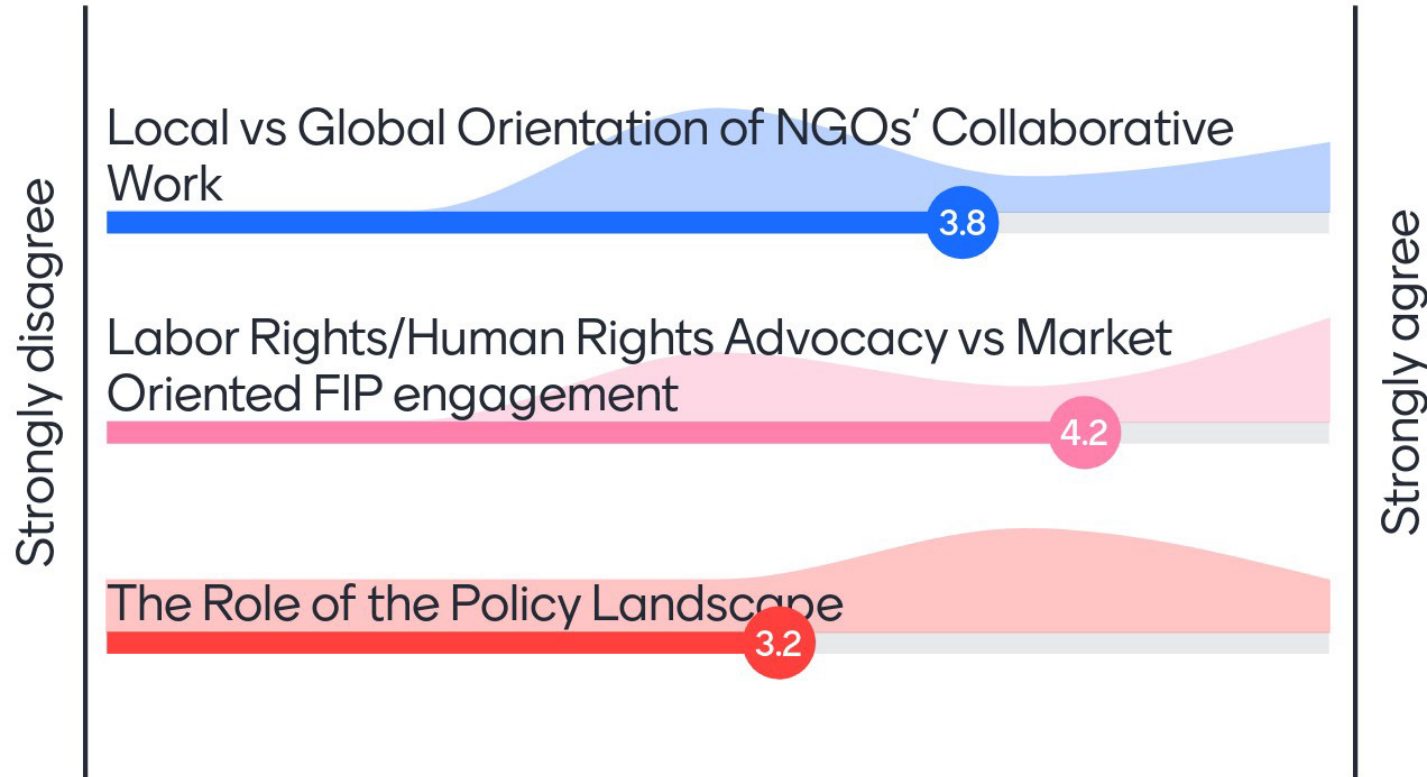 Strongly disagree
Local vs Global Orientation of NGOs’ Collaborative
Work
3.8
Labor Rights/Human Rights Advocacy vs Market
Oriented FIP engagement
4.2
The Role of the Policy Landscape
3.2
Strongly agree